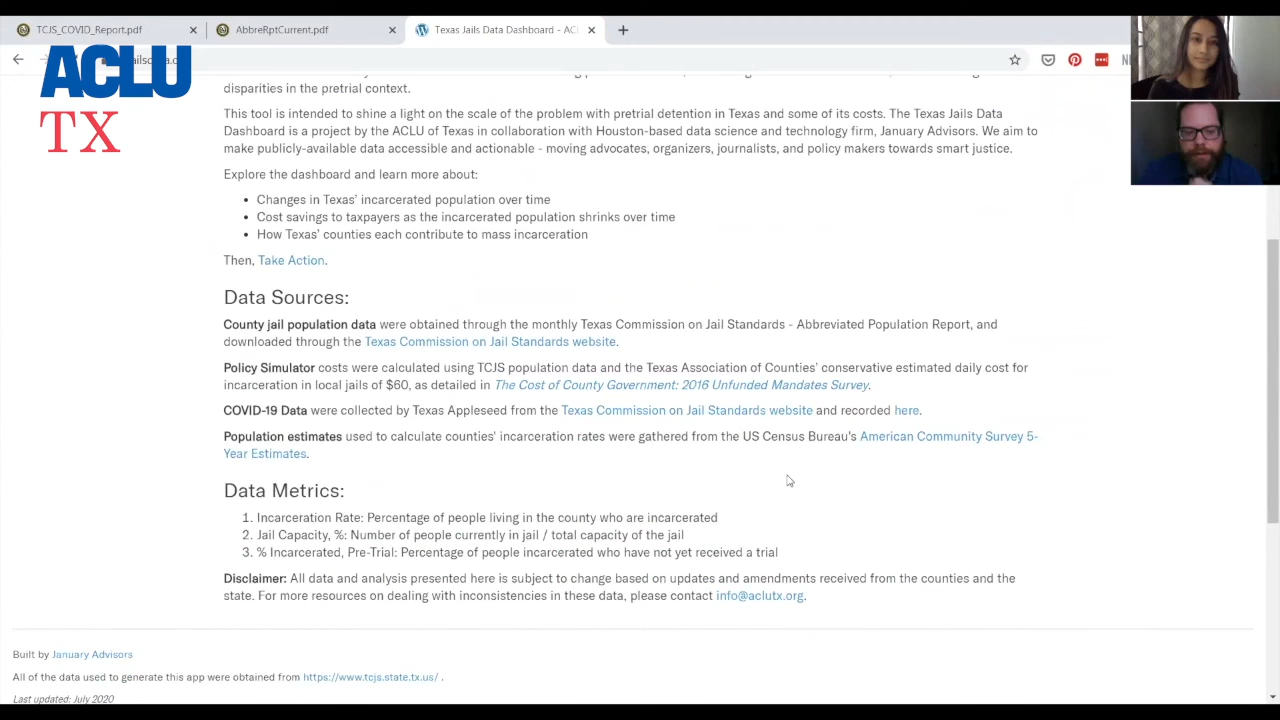 TCJS_COVID_Report.pdf
AbbreRptCurrent.pdf
Texas Jails Data Dashboard - ACL
ACLU
TX
disparities in the pretrial context.
This tool is intended to shine a light on the scale of the problem with pretrial detention in Texas and some of its costs. The Texas Jails Data
Dashboard is a project by the ACLU of Texas in collaboration with Houston-based data science and technology firm, January Advisors. We aim to
make publicly-available data accessible and actionable - moving advocates, organizers, journalists, and policy makers towards smart justice.
Explore the dashboard and learn more about:
• Changes in Texas' incarcerated population over time
• Cost savings to taxpayers as the incarcerated population shrinks over time
• How Texas' counties each contribute to mass incarceration
Then, Take Action.
Data Sources:
County jail population data were obtained through the monthly Texas Commission on Jail Standards - Abbreviated Population Report, and
downloaded through the Texas Commission on Jail Standards website.
Policy Simulator costs were calculated using TCJS population data and the Texas Association of Counties' conservative estimated daily cost for
incarceration in local jails of $60, as detailed in The Cost of County Government: 2016 Unfunded Mandates Survey.
COVID-19 Data were collected by Texas Appleseed from the Texas Commission on Jail Standards website and recorded here.
Population estimates used to calculate counties' incarceration rates were gathered from the US Census Bureau's American Community Survey 5-
Year Estimates.
Data Metrics:
1. Incarceration Rate: Percentage of people living in the county who are incarcerated
2. Jail Capacity, %: Number of people currently in jail / total capacity of the jail
3. % Incarcerated, Pre-Trial: Percentage of people incarcerated who have not yet received a trial
Disclaimer: All data and analysis presented here is subject to change based on updates and amendments received from the counties and the
state. For more resources on dealing with inconsistencies in these data, please contact info@aclutx.org.
Built by January Advisors
All of the data used to generate this app were obtained from https://www.tcjs.state.tx.us/ .
Last updated: July 2020